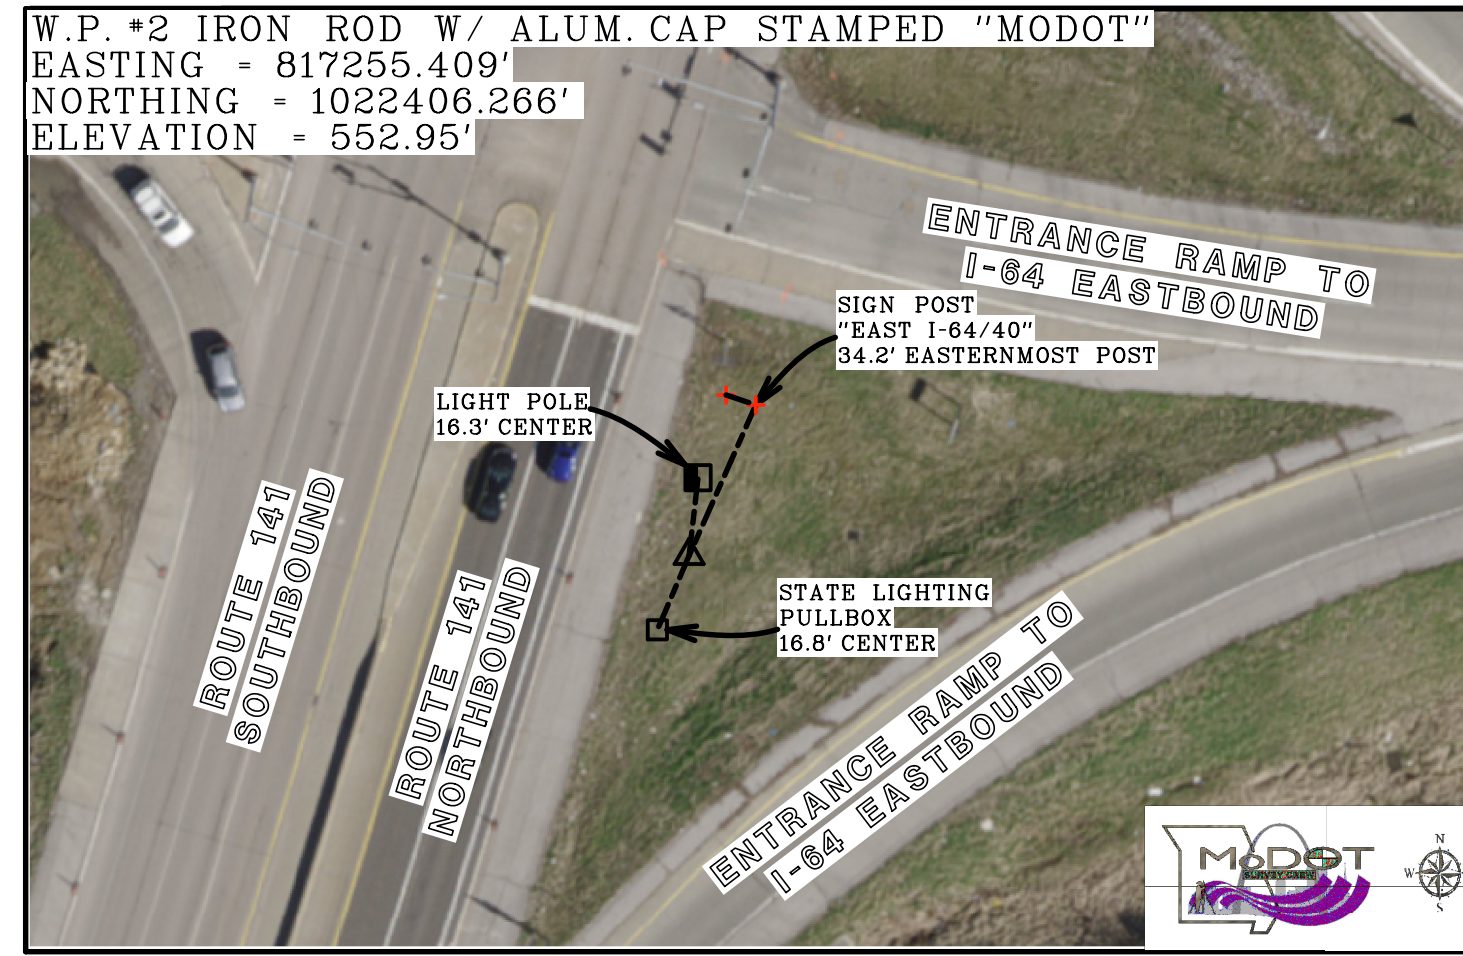 W.P. #2 IRON ROD W/ ALUM. CAP STAMPED "MODOT"
EASTING = 817255.409'
NORTHING = 1022406.266'
ELEVATION = 552.95'
ENTRANCE RAMP TO
I-64 EASTBOUND
SIGN POST
"EAST I-64/40"
34.2' EASTERNMOST POST
LIGHT POLE
16.3' CENTER
ROUTE 141
SOUTHBOUND
ROUTE 141
NORTHBOUND
STATE LIGHTING
PULLBOX
16.8' CENTER
ENTRANCE RAMP TO
I-64 EASTBOUND
MoDOT
N
W
S